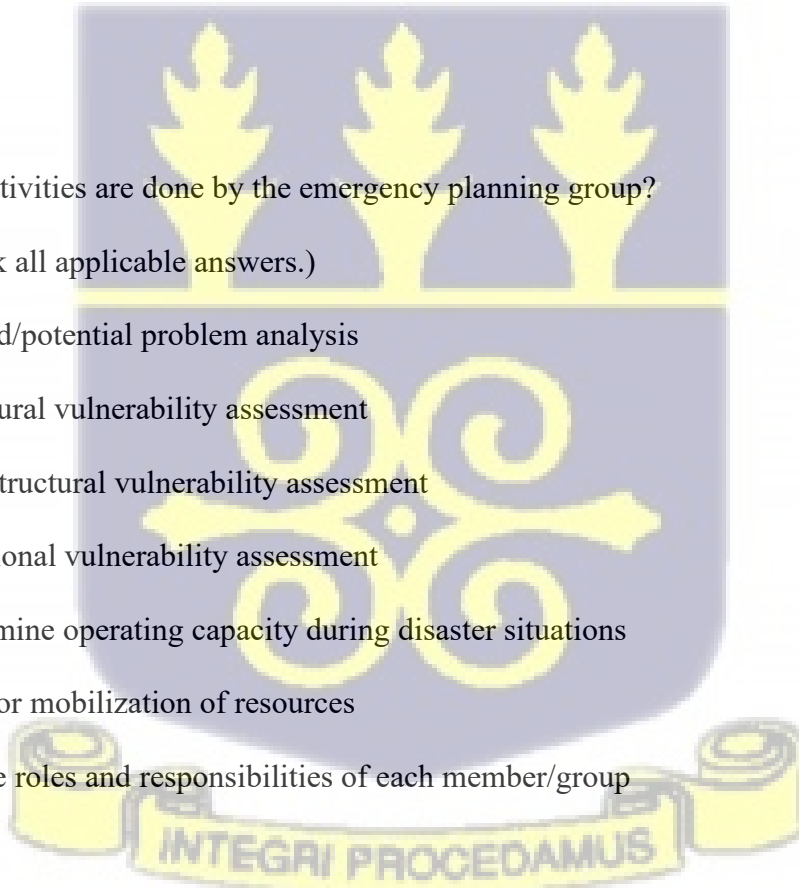 tivities are done by the emergency planning group?
k all applicable answers.)
d/potential problem analysis
ural vulnerability assessment
tructural vulnerability assessment
ional vulnerability assessment
mine operating capacity during disaster situations
or mobilization of resources
e roles and responsibilities of each member/group
INTEGRI PROCEDAMUS